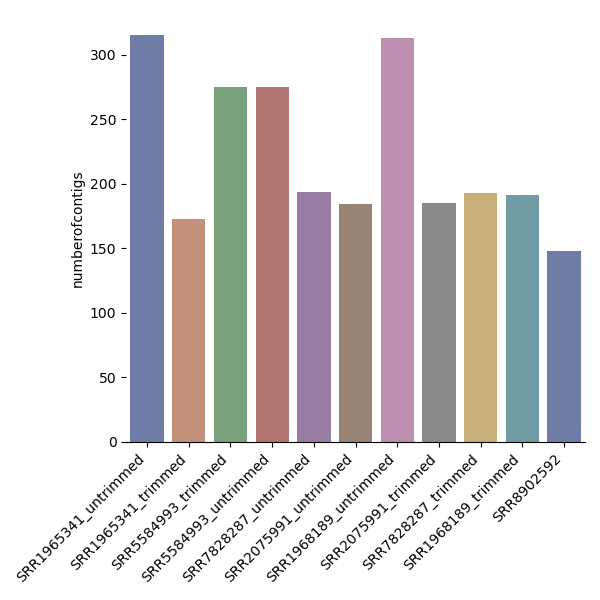 300
250
200
150
100
50
0
numberofcontigs
SRR1965341_untrimmed
SRR1965341_trimmed
SRR5584993_trimmed
SRR5584993_untrimmed
SRR7828287_untrimmed
SRR2075991_untrimmed
SRR1968189_untrimmed
SRR2075991_trimmed
SRR7828287_trimmed
SRR1968189_trimmed
SRR8902592